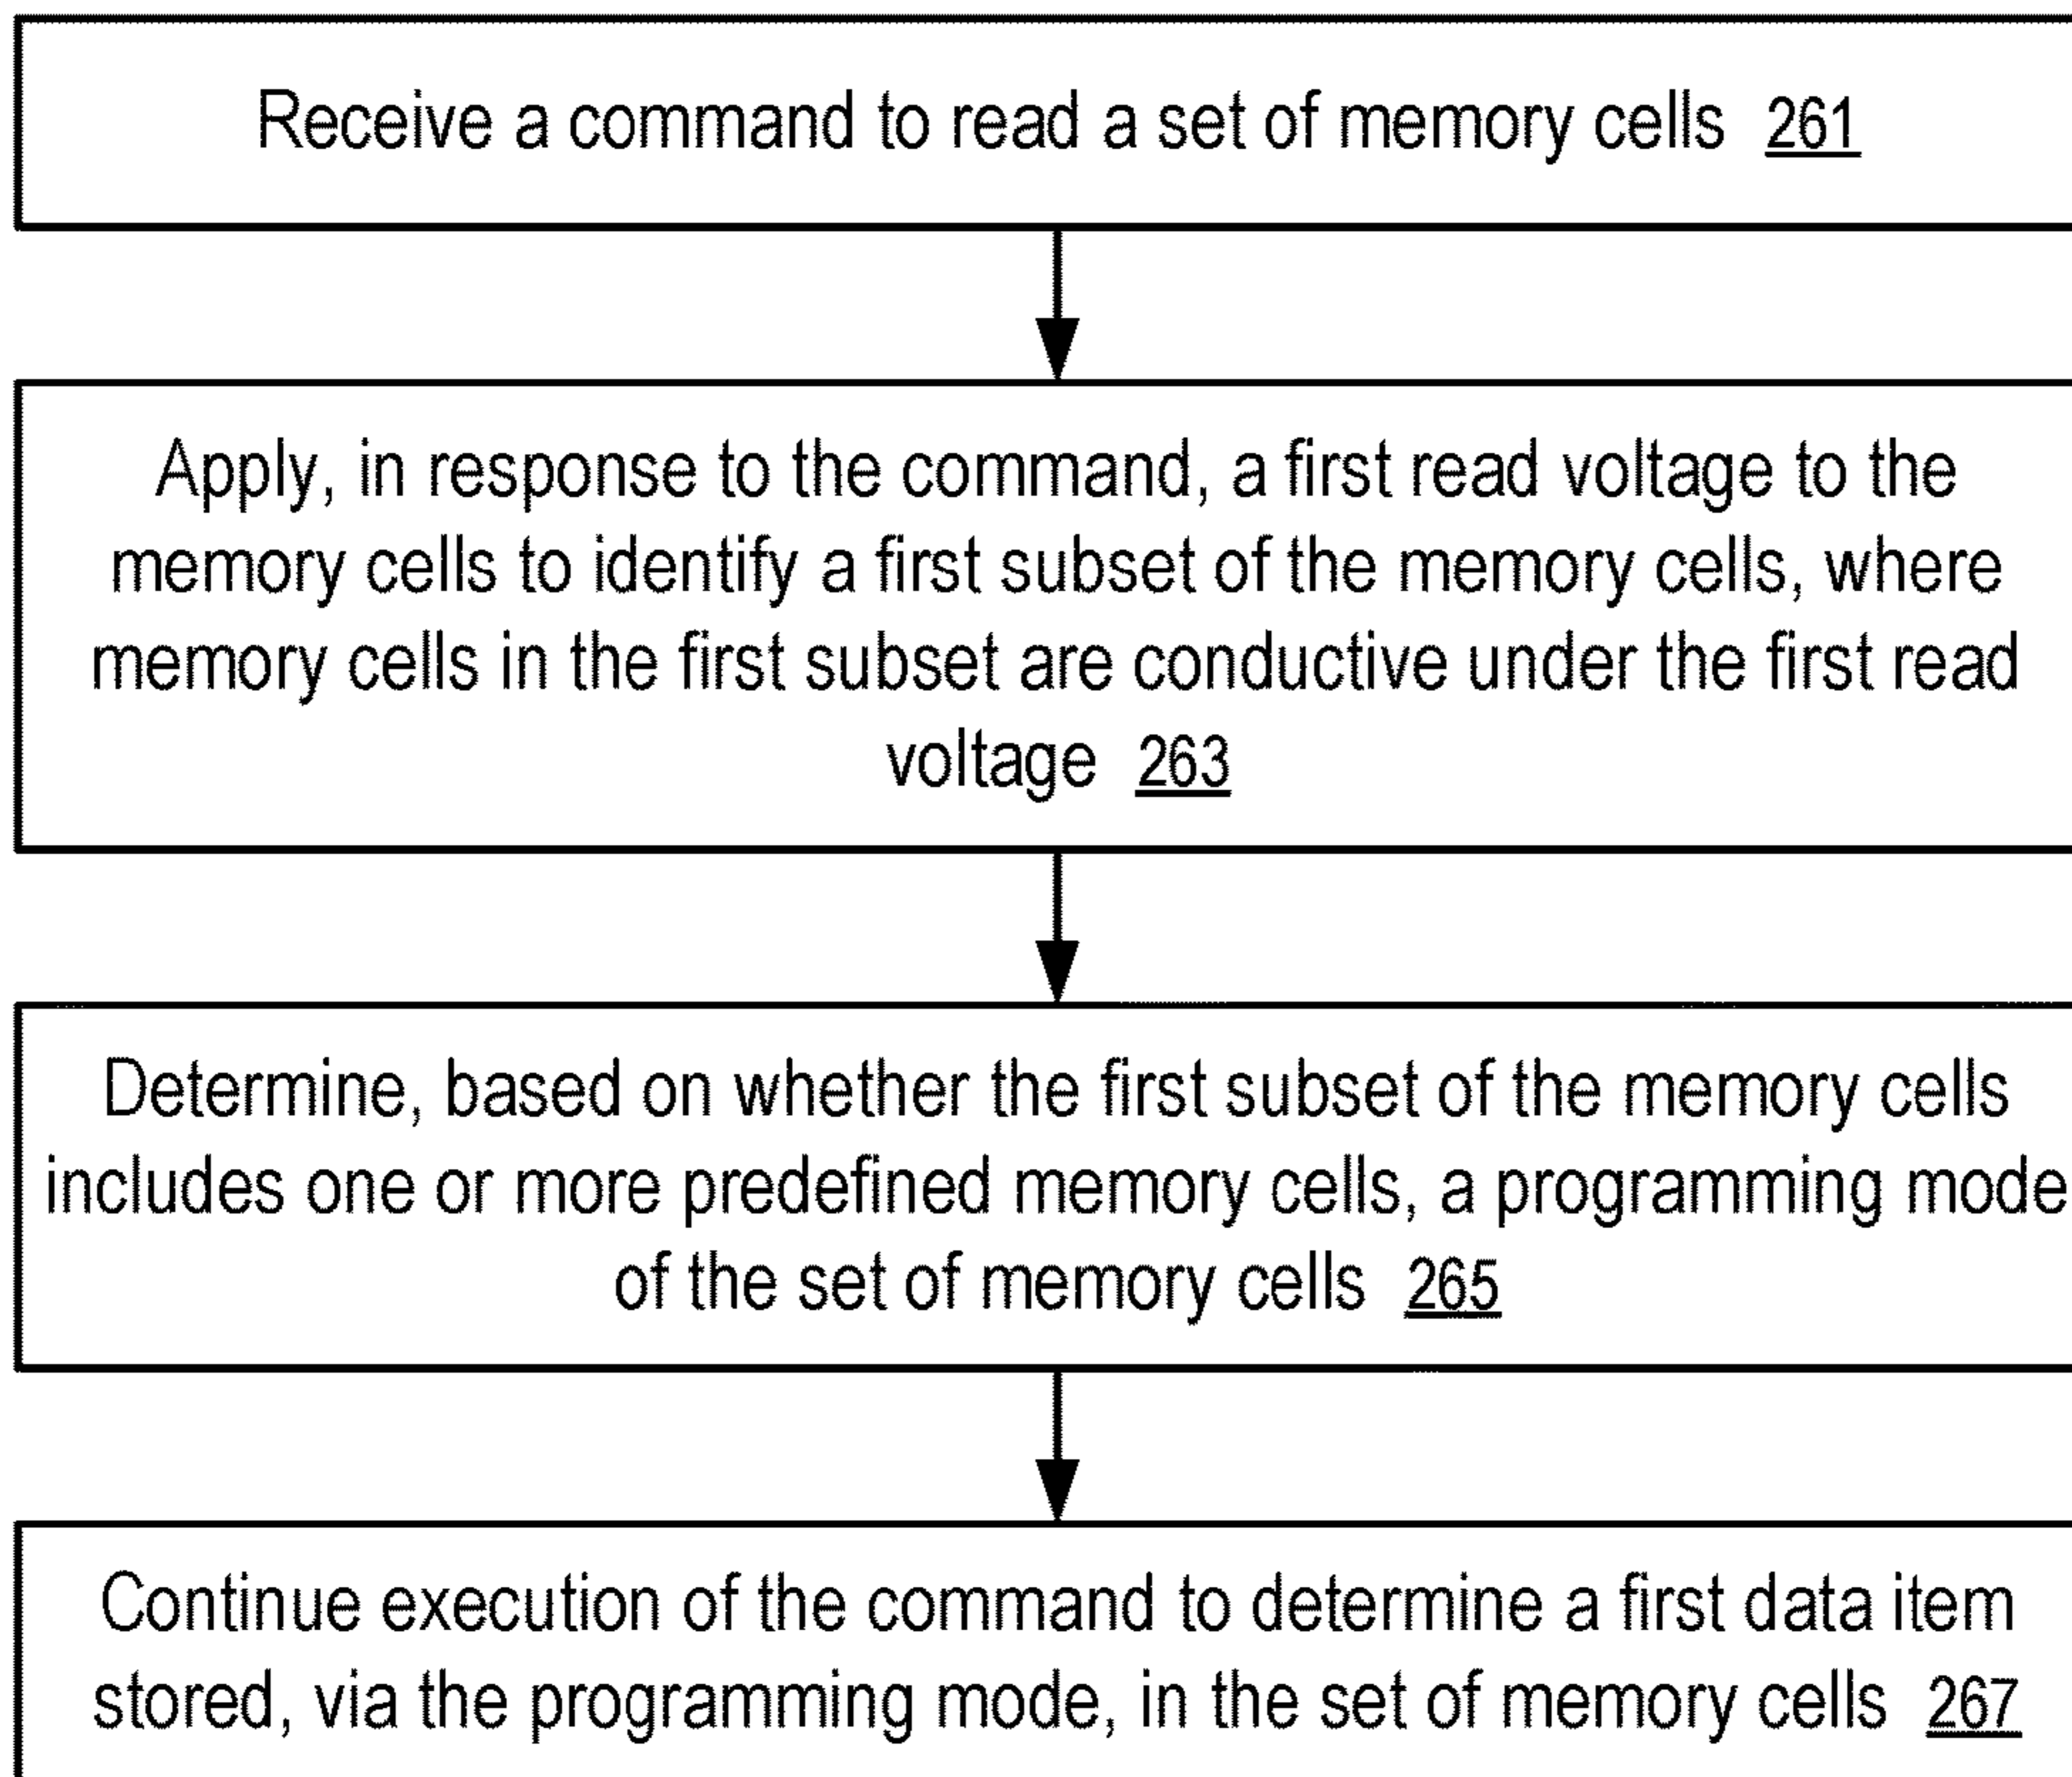 Receive a command to read a set of memory cells 261
Apply, in response to the command, a first read voltage to the
memory cells to identify a first subset of the memory cells, where
memory cells in the first subset are conductive under the first read
voltage 263
Determine, based on whether the first subset of the memory cells
includes one or more predefined memory cells, a programming mode
of the set of memory cells 265
Continue execution of the command to determine a first data item
stored, via the programming mode, in the set of memory cells 267